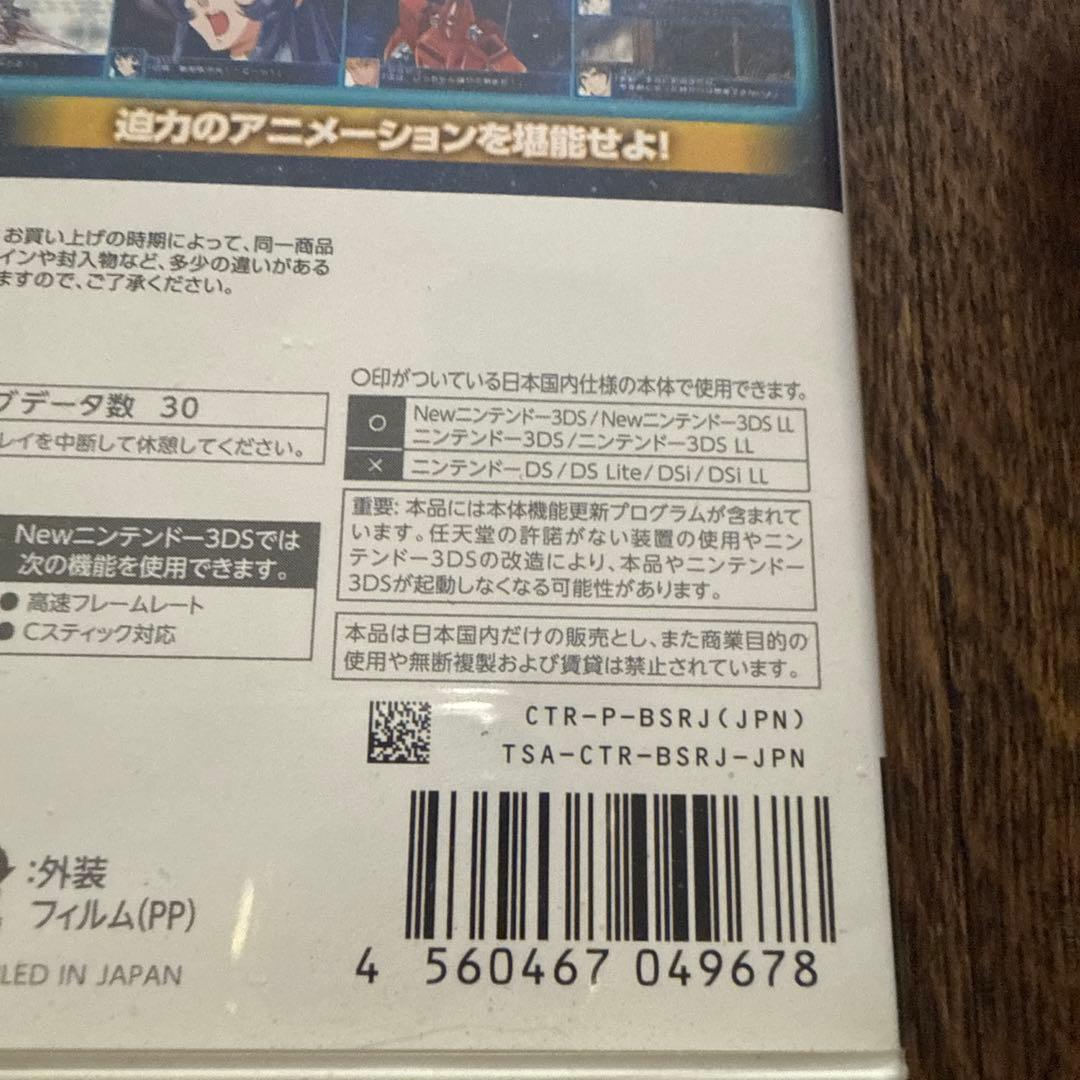 迫力のアニメーションを堪能せよ!
お買い上げの時期によって、同一商品
インや封入物など、多少の違いがある
ますので、ご了承ください。
ブデータ数 30
レイを中断して休憩してください。
Newニンテンドー3DSでは
次の機能を使用できます。
● 高速フレームレート
● Cスティック対応
○印がついている日本国内仕様の本体で使用できます。
○ Newニンテンドー3DS/Newニンテンドー3DS LL
ニンテンドー3DS/ニンテンドー3DS LL
× ニンテンドーDS/DS Lite/DSi/DSi LL
重要: 本品には本体機能更新プログラムが含まれて
います。任天堂の許諾がない装置の使用やニン
テンドー3DSの改造により、本品やニンテンドー
3DSが起動しなくなる可能性があります。
本品は日本国内だけの販売とし、また商業目的の
使用や無断複製および賃貸は禁止されています。
CTR-P-BSRJ(JPN)
TSA-CTR-BSRJ-JPN
:外装
フィルム(PP)
LED IN JAPAN
4 560467 049678